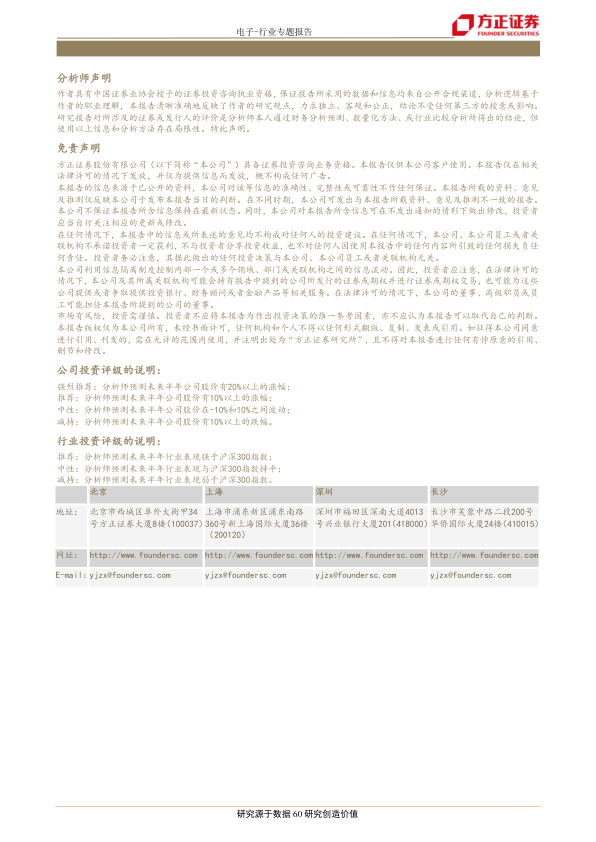 电子-行业专题报告
方正证券
FOUNDER SECURITIES
分析师声明
作者具有中国证券业协会授予的证券投资咨询执业资格，保证报告所采用的数据和信息均来自公开合规渠道，分析逻辑基于
作者的职业理解，本报告清晰准确地反映了作者的研究观点，力求独立、客观和公正，结论不受任何第三方的授意或影响。
研究报告对所涉及的证券或发行人的评价是分析师本人通过财务分析预测、数量化方法、或行业比较分析所得出的结论，但
使用以上信息和分析方法存在局限性。特此声明。
免责声明
方正证券股份有限公司（以下简称“本公司”）具备证券投资咨询业务资格。本报告仅供本公司客户使用。本报告仅在相关
法律许可的情况下发放，并仅为提供信息而发放，概不构成任何广告。
本报告的信息来源于已公开的资料，本公司对该等信息的准确性、完整性或可靠性不作任何保证。本报告所载的资料、意见
及推测仅反映本公司于发布本报告当日的判断。在不同时期，本公司可发出与本报告所载资料、意见及推测不一致的报告。
本公司不保证本报告所含信息保持在最新状态。同时，本公司对本报告所含信息可在不发出通知的情形下做出修改，投资者
应当自行关注相应的更新或修改。
在任何情况下，本报告中的信息或所表述的意见均不构成对任何人的投资建议。在任何情况下，本公司、本公司员工或者关
联机构不承诺投资者一定获利，不与投资者分享投资收益，也不对任何人因使用本报告中的任何内容所引致的任何损失负任
何责任。投资者务必注意，其据此做出的任何投资决策与本公司、本公司员工或者关联机构无关。
本公司利用信息隔离制度控制内部一个或多个领域、部门或关联机构之间的信息流动。因此，投资者应注意，在法律许可的
情况下，本公司及其所属关联机构可能会持有报告中提到的公司所发行的证券或期权并进行证券或期权交易，也可能为这些
公司提供或者争取提供投资银行、财务顾问或者金融产品等相关服务。在法律许可的情况下，本公司的董事、高级职员或员
工可能担任本报告所提到的公司的董事。
市场有风险，投资需谨慎。投资者不应将本报告为作出投资决策的惟一参考因素，亦不应认为本报告可以取代自己的判断。
本报告版权仅为本公司所有，未经书面许可，任何机构和个人不得以任何形式翻版、复制、发表或引用。如征得本公司同意
进行引用、刊发的，需在允许的范围内使用，并注明出处为“方正证券研究所”，且不得对本报告进行任何有悖原意的引用、
删节和修改。
公司投资评级的说明：
强烈推荐：分析师预测未来半年公司股价有20%以上的涨幅；
推荐：分析师预测未来半年公司股价有10%以上的涨幅；
中性：分析师预测未来半年公司股价在-10%和10%之间波动；
减持：分析师预测未来半年公司股价有10%以上的跌幅。
行业投资评级的说明：
推荐：分析师预测未来半年行业表现强于沪深300指数；
中性：分析师预测未来半年行业表现与沪深300指数持平；
减持：分析师预测未来半年行业表现弱于沪深300指数。
北京 上海 深圳 长沙
地址： 北京市西城区阜外大街甲34 上海市浦东新区浦东南路 深圳市福田区深南大道4013 长沙市芙蓉中路二段200号
号方正证券大厦8楼(100037) 360号新上海国际大厦36楼 号兴业银行大厦201(418000) 华侨国际大厦24楼(410015)
（200120）
网址： http://www.foundersc.com http://www.foundersc.com http://www.foundersc.com http://www.foundersc.com
E-mail： yjzx@foundersc.com yjzx@foundersc.com yjzx@foundersc.com yjzx@foundersc.com
研究源于数据 60 研究创造价值